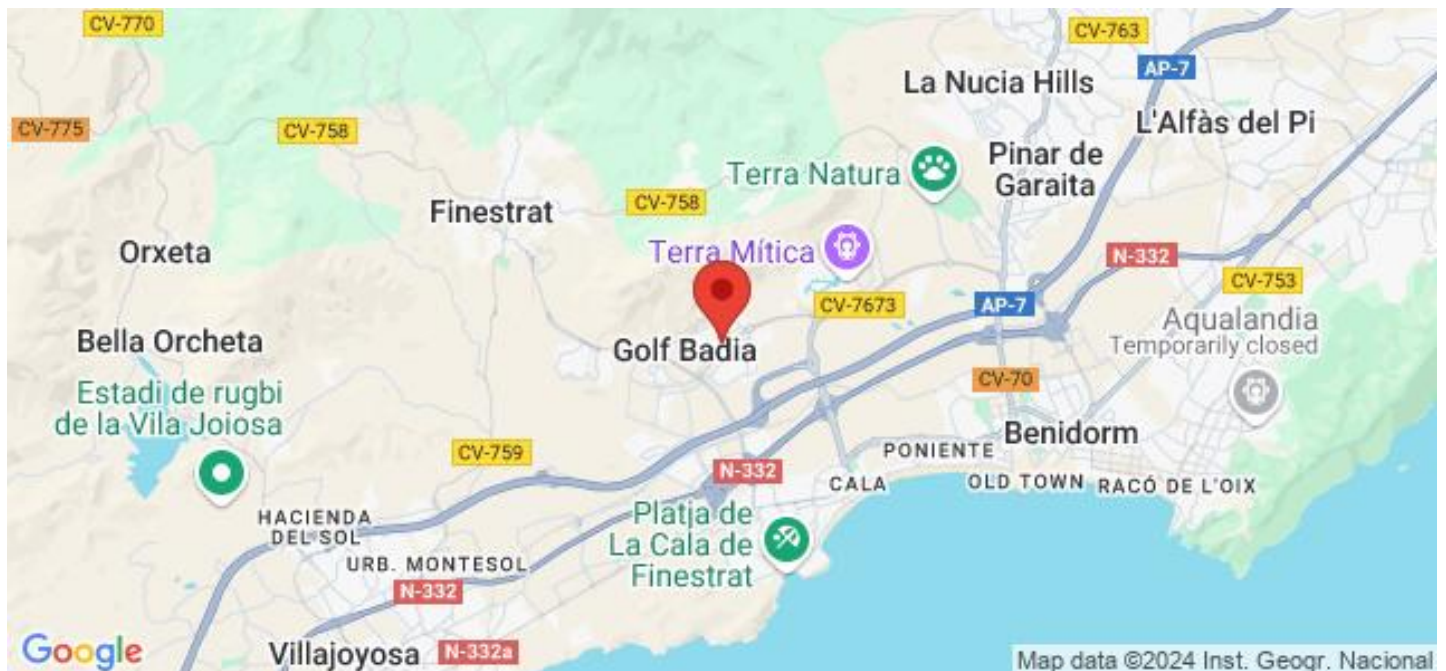 CV-770
CV-763
AP-7
La Nucia Hills
CV-775
CV-758
L'Alfàs del Pi
Terra Natura
Pinar de
Garaita
Finestrat
CV-758
Orxeta
Terra Mítica
N-332
CV-753
CV-7673
AP-7
Bella Orcheta
Golf Badia
Aqualandia
Temporarily closed
Estadi de rugbi
de la Vila Joiosa
CV-70
Benidorm
CV-759
PONIENTE
N-332
CALA
OLD TOWN
RACÓ DE L'OIX
HACIENDA
DEL SOL
Platja de
La Cala de
Finestrat
URB. MONTESOL
N-332
Google
Villajoyosa
N-332a
Map data ©2024 Inst. Geogr. Nacional